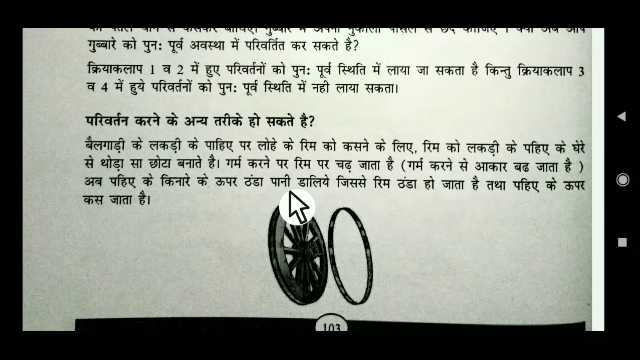 गुब्बारे को पुन: पूर्व अवस्था में परिवर्तित कर सकते है?
क्रियाकलाप 1 व 2 में हुए परिवर्तनों को पुन: पूर्व स्थिति में लाया जा सकता है किन्तु क्रियाकलाप 3
व 4 में हुये परिवर्तनों को पुन: पूर्व स्थिति में नही लाया सकता।
परिवर्तन करने के अन्य तरीके हो सकते है?
बैलगाड़ी के लकड़ी के पाहिए पर लोहे के रिम को कसने के लिए, रिम को लकड़ी के पहिए के घेरे
से थोड़ा सा छोटा बनाते है। गर्म करने पर रिम पर चढ़ जाता है (गर्म करने से आकार बढ जाता है )
अब पहिए के किनारे के ऊपर ठंडा पानी डालिये जिससे रिम ठंडा हो जाता है तथा पहिए के ऊपर
कस जाता है।
103